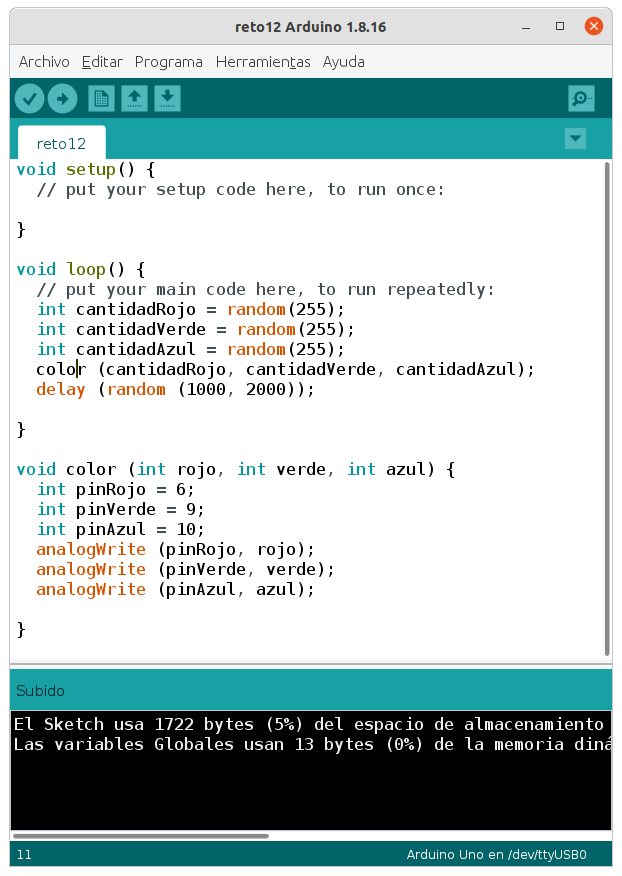 reto12 Arduino 1.8.16
Archivo Editar Programa Herramientas Ayuda
reto12
void setup() {
  // put your setup code here, to run once:
}
void loop() {
  // put your main code here, to run repeatedly:
  int cantidadRojo = random(255);
  int cantidadVerde = random(255);
  int cantidadAzul = random(255);
  color (cantidadRojo, cantidadVerde, cantidadAzul);
  delay (random (1000, 2000));
}
void color (int rojo, int verde, int azul) {
  int pinRojo = 6;
  int pinVerde = 9;
  int pinAzul = 10;
  analogWrite (pinRojo, rojo);
  analogWrite (pinVerde, verde);
  analogWrite (pinAzul, azul);
}
Subido
El Sketch usa 1722 bytes (5%) del espacio de almacenamiento
Las variables Globales usan 13 bytes (0%) de la memoria diná
11 Arduino Uno en /dev/ttyUSB0